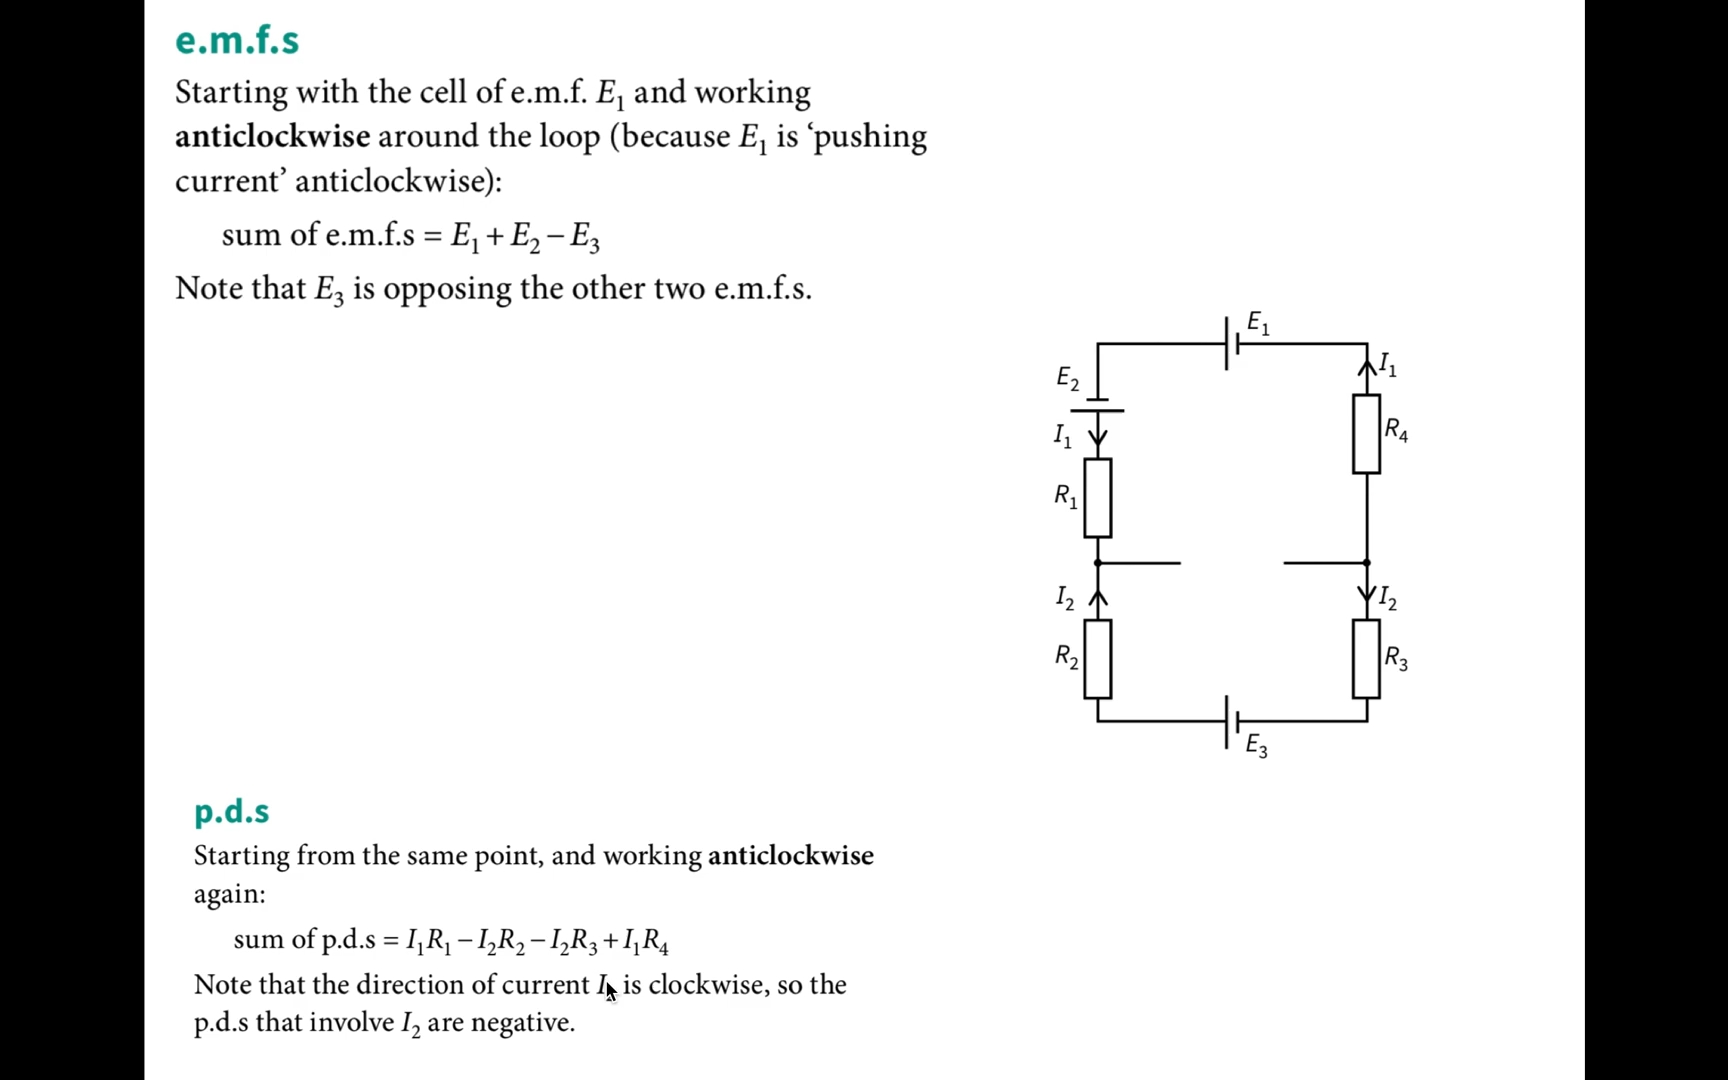 e.m.f.s
Starting with the cell of e.m.f. E₁ and working
anticlockwise around the loop (because E₁ is ‘pushing
current’ anticlockwise):
sum of e.m.f.s = E₁ + E₂ − E₃
Note that E₃ is opposing the other two e.m.f.s.
E₁
I₁
E₂
I₁
R₄
R₁
I₂
I₂
R₂
R₃
E₃
p.d.s
Starting from the same point, and working anticlockwise
again:
sum of p.d.s = I₁R₁ − I₂R₂ − I₂R₃ + I₁R₄
Note that the direction of current I is clockwise, so the
p.d.s that involve I₂ are negative.